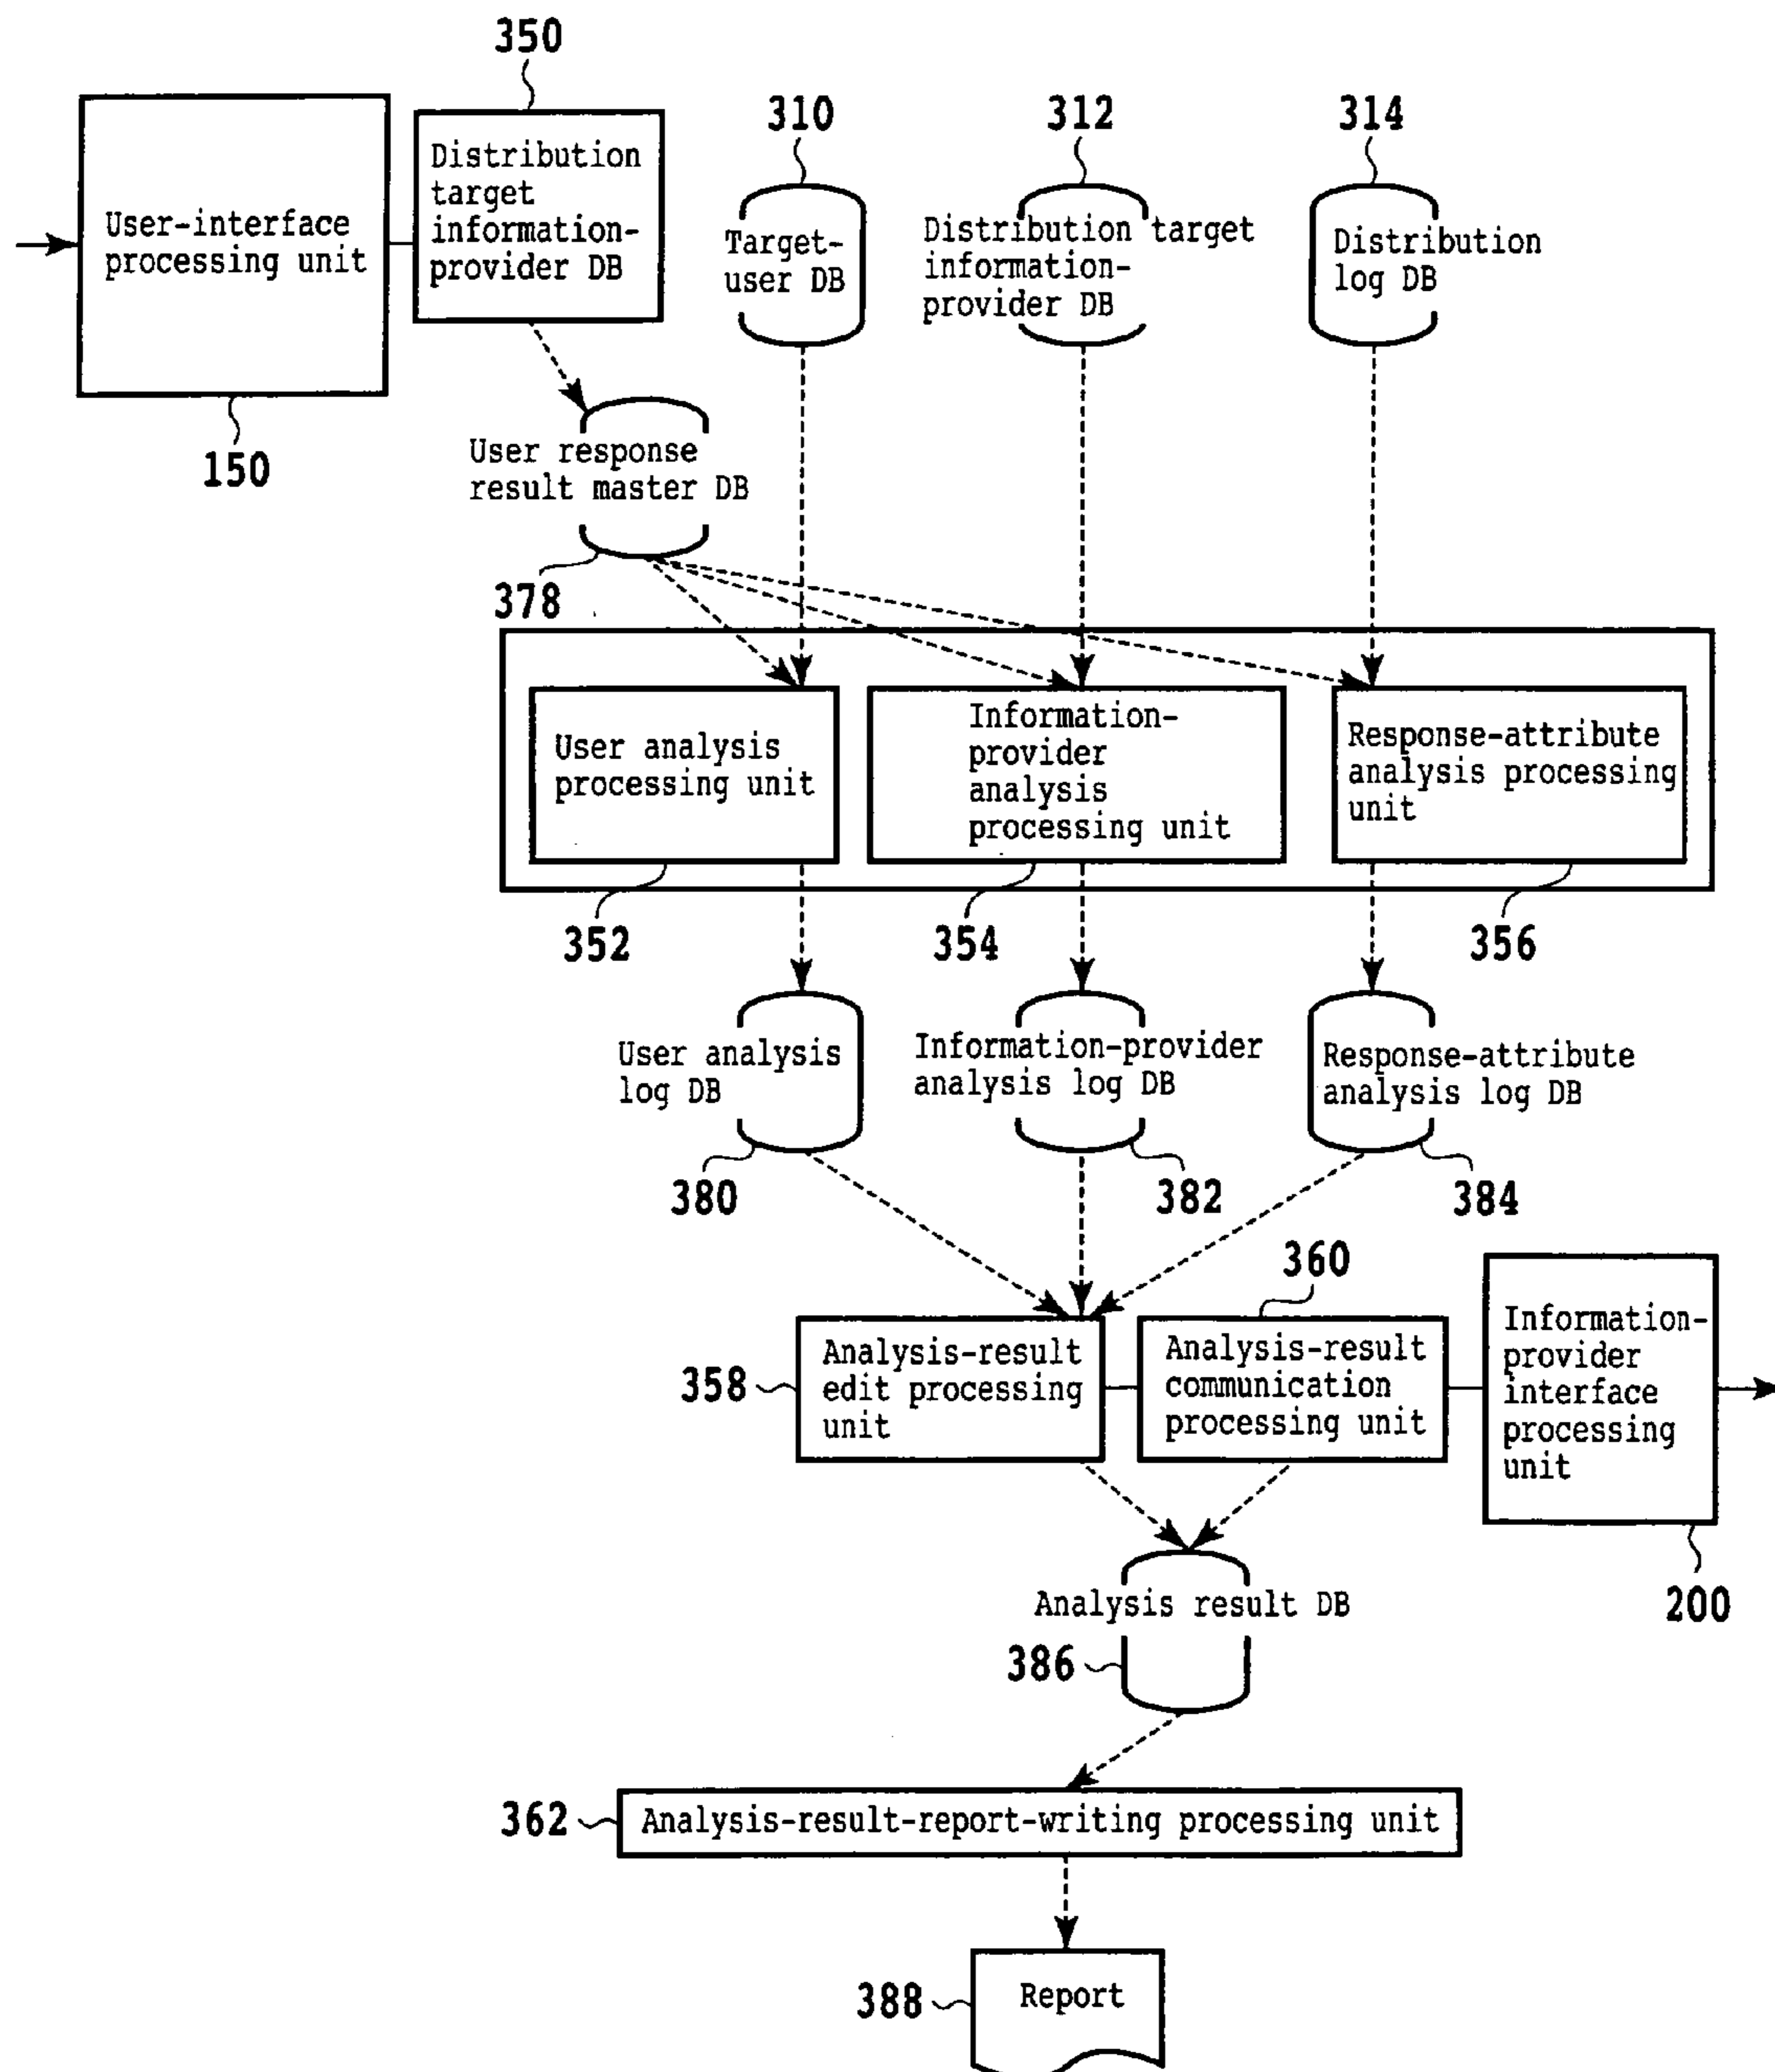 350
310
312
314
User-interface
processing unit
Distribution
target
information-
provider DB
Target-
user DB
Distribution target
information-
provider DB
Distribution
log DB
150
User response
result master DB
378
User analysis
processing unit
Information-
provider
analysis
processing unit
Response-attribute
analysis processing
unit
352
354
356
User analysis
log DB
Information-provider
analysis log DB
Response-attribute
analysis log DB
380
382
384
360
358
Analysis-result
edit processing
unit
Analysis-result
communication
processing unit
Information-
provider
interface
processing
unit
200
Analysis result DB
386
362
Analysis-result-report-writing processing unit
388
Report